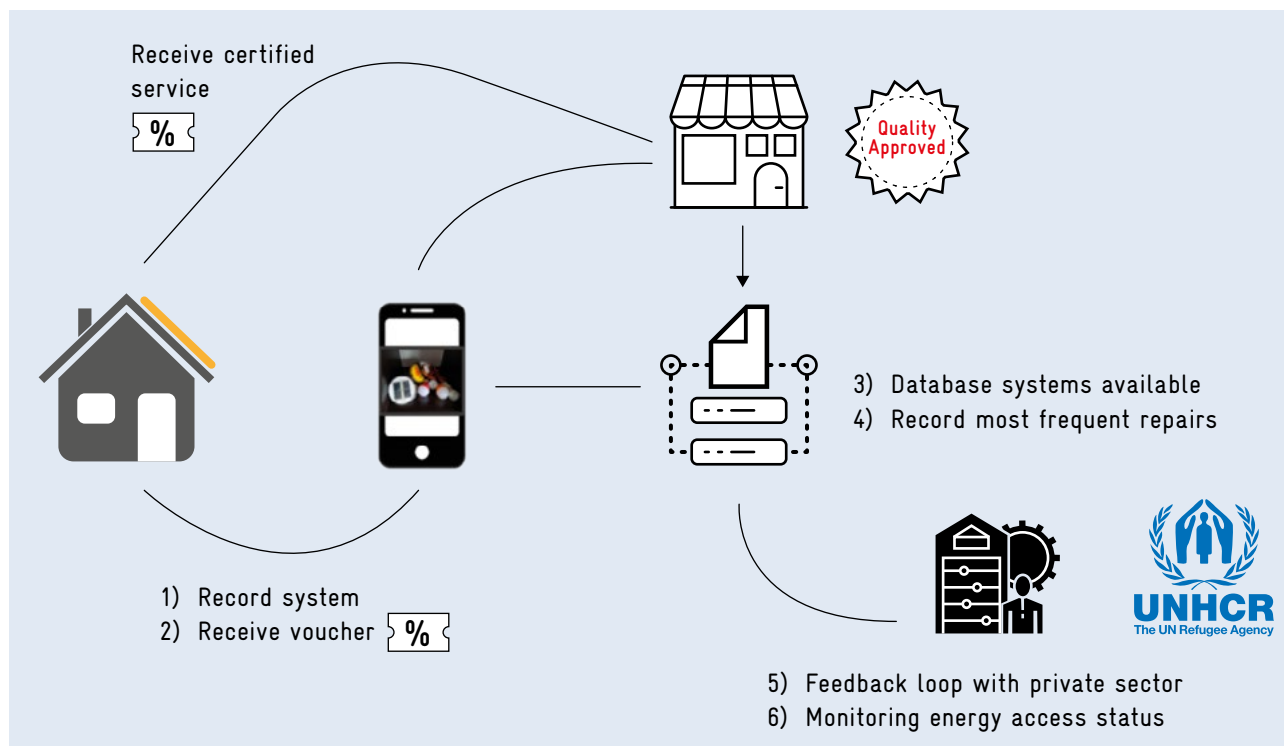 Receive certified
service
%
Quality
Approved
3) Database systems available
4) Record most frequent repairs
1) Record system
2) Receive voucher %
UNHCR
The UN Refugee Agency
5) Feedback loop with private sector
6) Monitoring energy access status